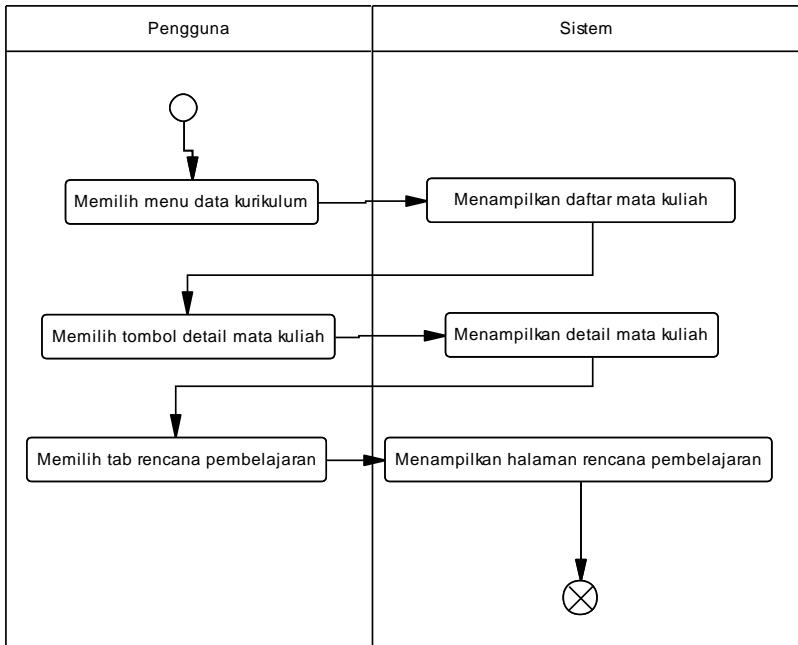 Pengguna
Sistem
Memilih menu data kurikulum
Menampilkan daftar mata kuliah
Memilih tombol detail mata kuliah
Menampilkan detail mata kuliah
Memilih tab rencana pembelajaran
Menampilkan halaman rencana pembelajaran